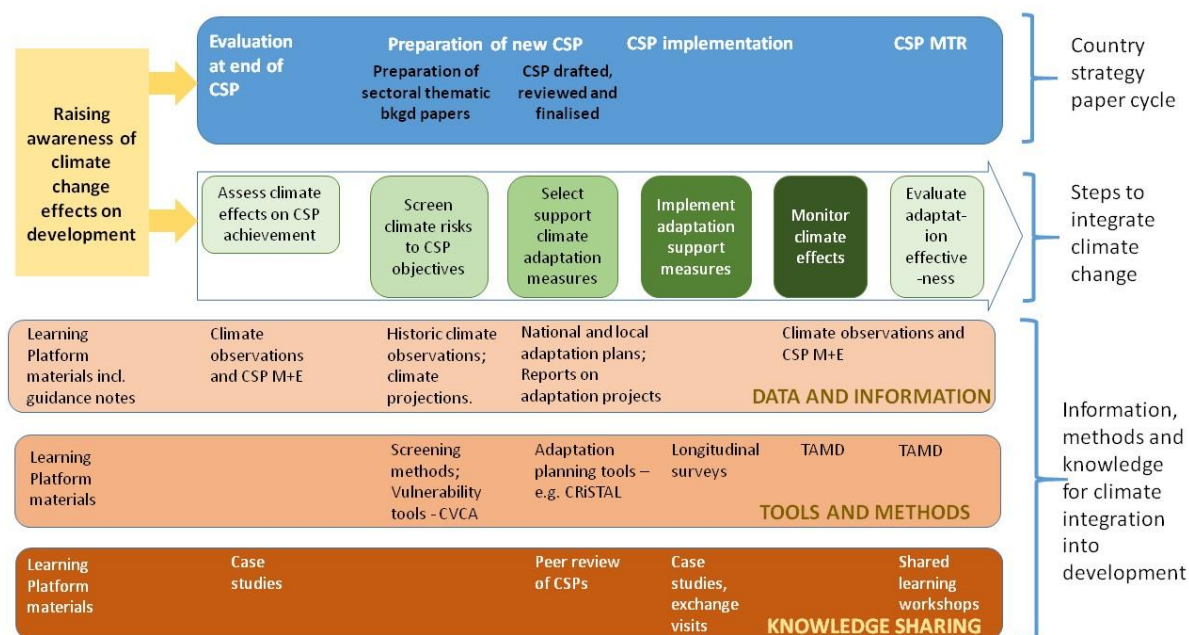 Raising
awareness of
climate
change
effects on
development
Evaluation
at end of
CSP
Preparation of new CSP
Preparation of
sectoral thematic
bkgd papers
CSP drafted,
reviewed and
finalised
CSP implementation
CSP MTR
Country
strategy
paper cycle
Assess climate
effects on CSP
achievement
Screen
climate risks
to CSP
objectives
Select
support
climate
adaptation
measures
Implement
adaptation
support
measures
Monitor
climate
effects
Evaluate
adaptat-
ion
effective
-ness
Steps to
integrate
climate
change
Learning
Platform
materials incl.
guidance notes
Climate
observations
and CSP M+E
Historic climate
observations;
climate
projections.
National and local
adaptation plans;
Reports on
adaptation projects
Climate observations and
CSP M+E
DATA AND INFORMATION
Learning
Platform
materials
Screening
methods;
Vulnerability
tools - CVCA
Adaptation
planning tools –
e.g. CRiSTAL
Longitudinal
surveys
TAMD
TAMD
TOOLS AND METHODS
Learning
Platform
materials
Case
studies
Peer review
of CSPs
Case
studies,
exchange
visits
Shared
learning
workshops
KNOWLEDGE SHARING
Information,
methods and
knowledge
for climate
integration
into
development